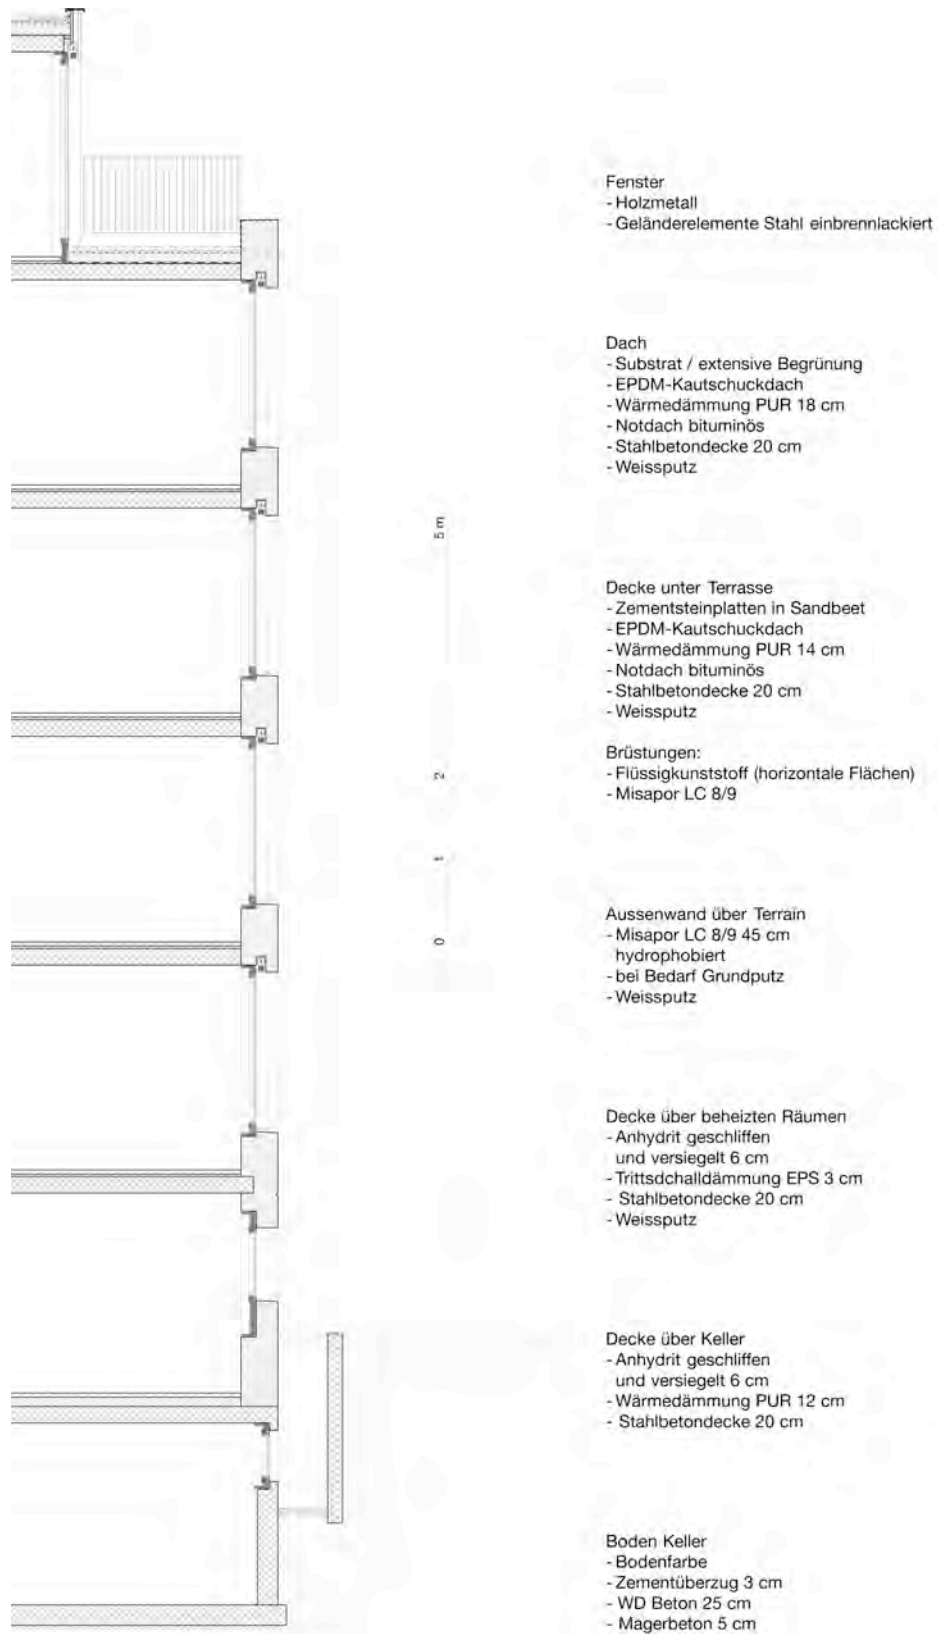 Fenster
- Holzmetall
- Geländerelemente Stahl einbrennlackiert
Dach
- Substrat / extensive Begrünung
- EPDM-Kautschuckdach
- Wärmedämmung PUR 18 cm
- Notdach bituminös
- Stahlbetondecke 20 cm
- Weissputz
5 m
2
1
0
Decke unter Terrasse
- Zementsteinplatten in Sandbeet
- EPDM-Kautschuckdach
- Wärmedämmung PUR 14 cm
- Notdach bituminös
- Stahlbetondecke 20 cm
- Weissputz
Brüstungen:
- Flüssigkunststoff (horizontale Flächen)
- Misapor LC 8/9
Aussenwand über Terrain
- Misapor LC 8/9 45 cm
hydrophobiert
- bei Bedarf Grundputz
- Weissputz
Decke über beheizten Räumen
- Anhydrit geschliffen
und versiegelt 6 cm
- Trittsdchalldämmung EPS 3 cm
- Stahlbetondecke 20 cm
- Weissputz
Decke über Keller
- Anhydrit geschliffen
und versiegelt 6 cm
- Wärmedämmung PUR 12 cm
- Stahlbetondecke 20 cm
Boden Keller
- Bodenfarbe
- Zementüberzug 3 cm
- WD Beton 25 cm
- Magerbeton 5 cm